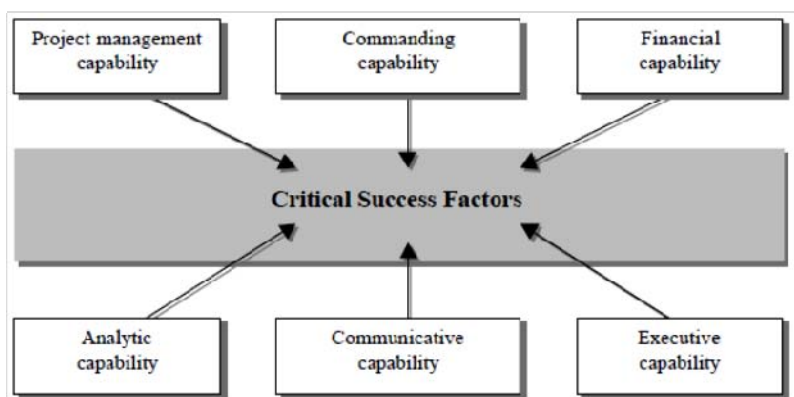 Project management
capability
Commanding
capability
Financial
capability
Critical Success Factors
Analytic
capability
Communicative
capability
Executive
capability